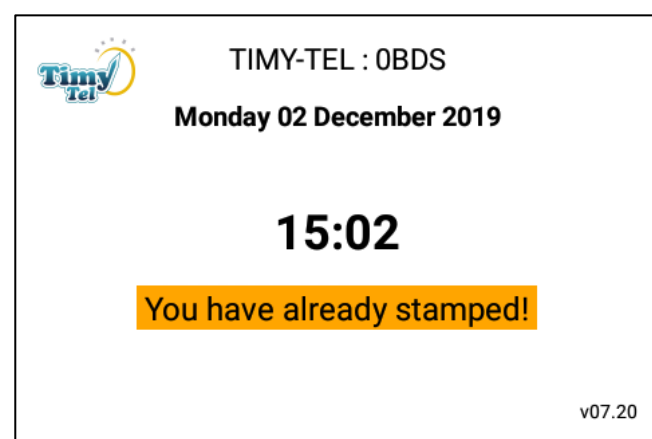 Timy
Tel
TIMY-TEL : 0BDS
Monday 02 December 2019
15:02
You have already stamped!
v07.20